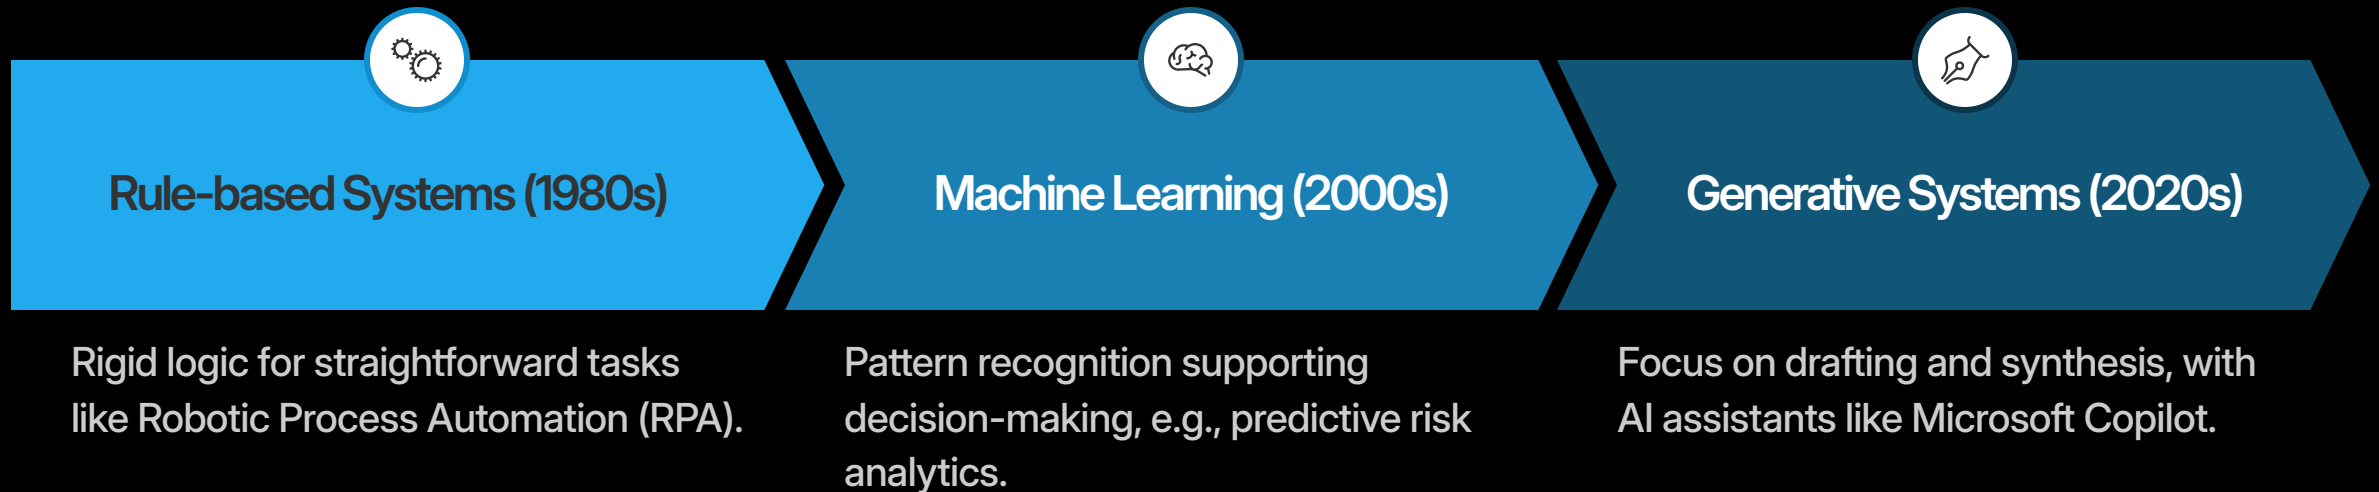 Rule-based Systems (1980s)
Machine Learning (2000s)
Generative Systems (2020s)
Rigid logic for straightforward tasks
like Robotic Process Automation (RPA).
Pattern recognition supporting
decision-making, e.g., predictive risk
analytics.
Focus on drafting and synthesis, with
AI assistants like Microsoft Copilot.